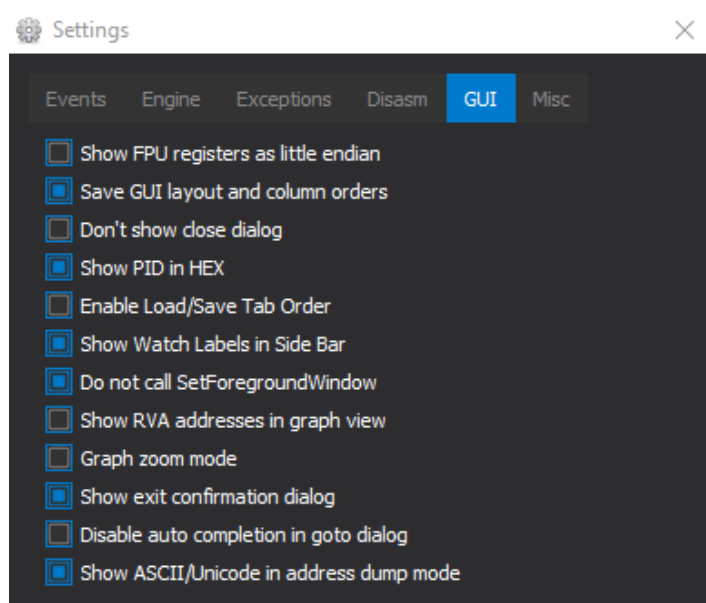 Settings
Events Engine Exceptions Disasm GUI Misc
Show FPU registers as little endian
Save GUI layout and column orders
Don't show close dialog
Show PID in HEX
Enable Load/Save Tab Order
Show Watch Labels in Side Bar
Do not call SetForegroundWindow
Show RVA addresses in graph view
Graph zoom mode
Show exit confirmation dialog
Disable auto completion in goto dialog
Show ASCII/Unicode in address dump mode